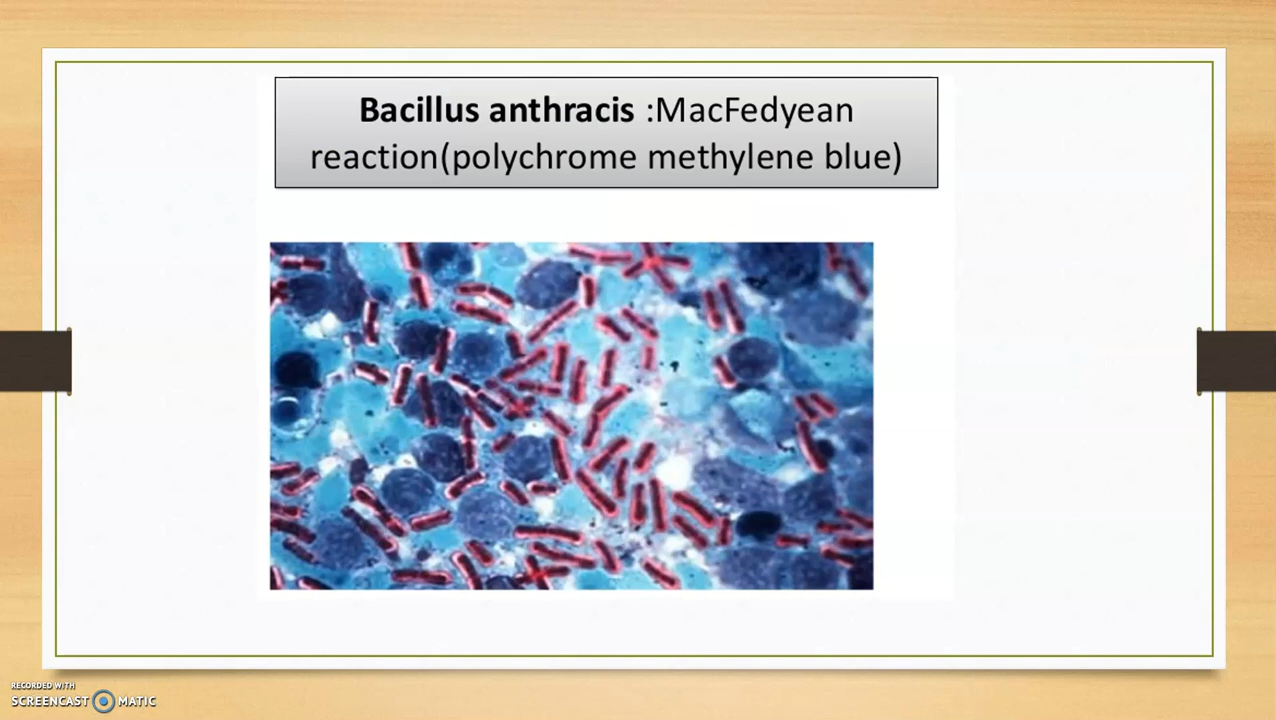 Bacillus anthracis :MacFedyean
reaction(polychrome methylene blue)
RECORDED WITH
SCREENCAST MATIC